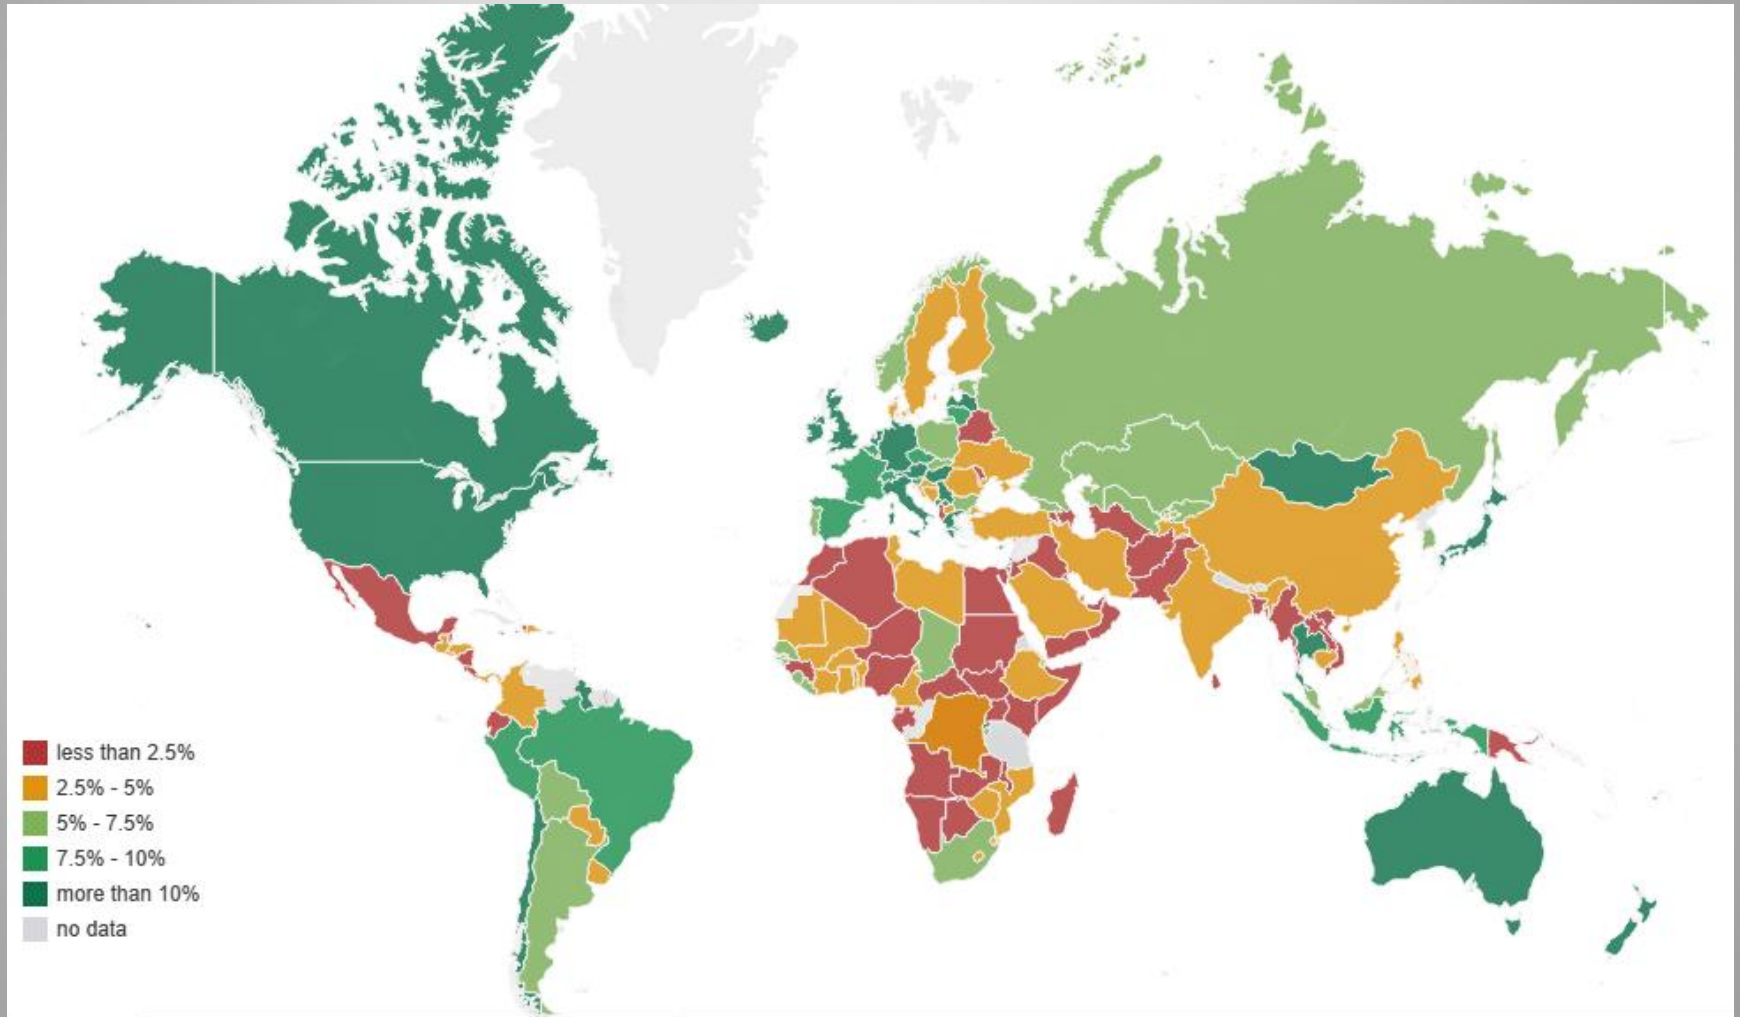 less than 2.5%
2.5% - 5%
5% - 7.5%
7.5% - 10%
more than 10%
no data